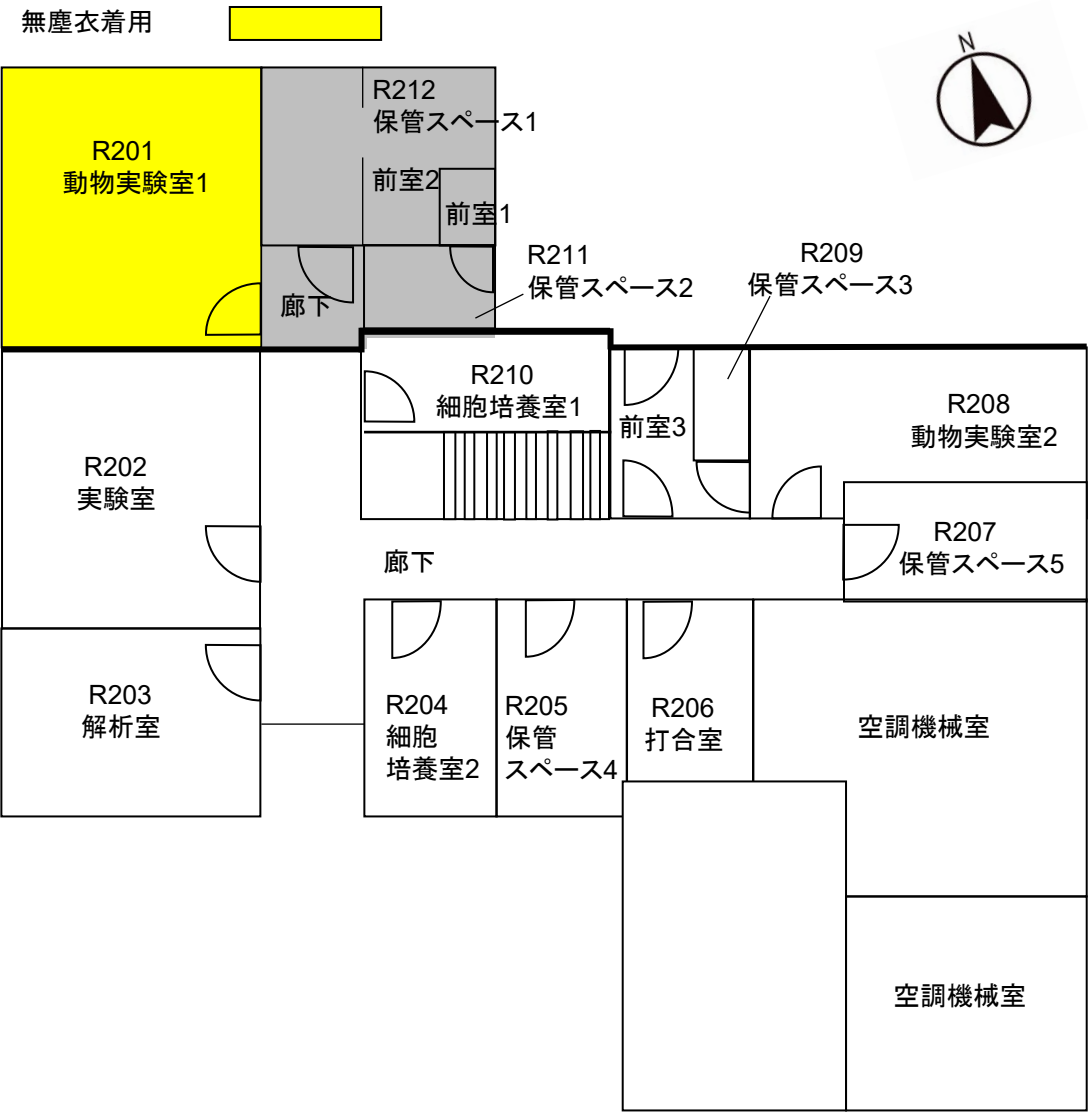 無塵衣着用
N
R212
保管スペース1
R201
動物実験室1
前室2
前室1
R211
保管スペース2
R209
保管スペース3
廊下
R210
細胞培養室1
前室3
R208
動物実験室2
R202
実験室
廊下
R207
保管スペース5
R203
解析室
R204
細胞
培養室2
R205
保管
スペース4
R206
打合室
空調機械室
空調機械室